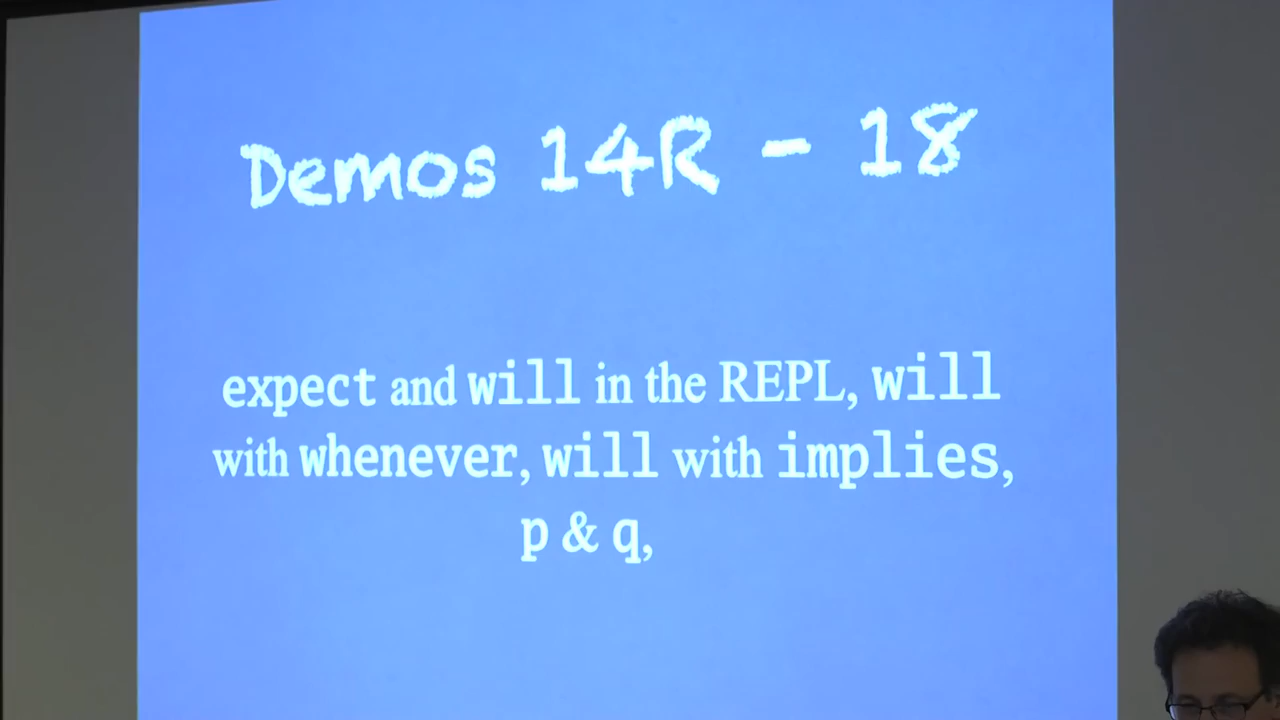 Demos 14R - 18
expect and will in the REPL, will
with whenever, will with implies,
p & q,